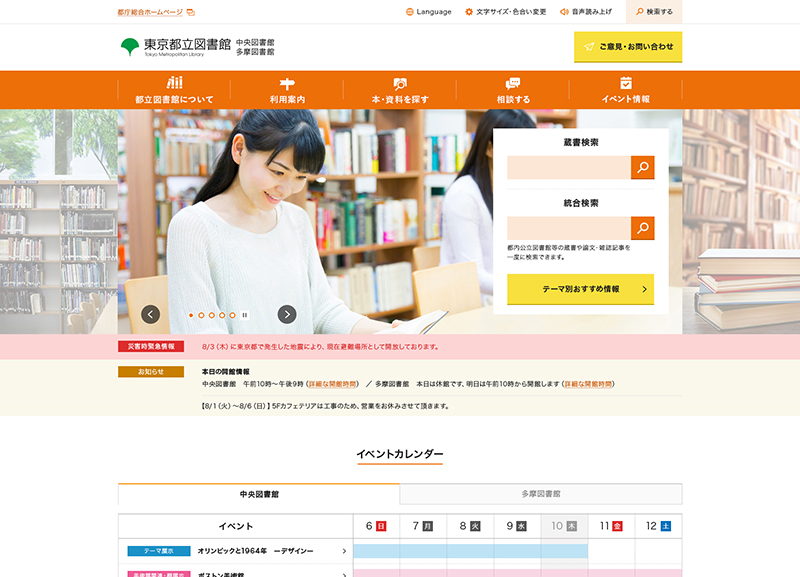 都庁総合ホームページ
Language
文字サイズ・色合い変更
音声読み上げ
検索する
東京都立図書館
Tokyo Metropolitan Library
中央図書館
多摩図書館
ご意見・お問い合わせ
都立図書館について
利用案内
本・資料を探す
相談する
イベント情報
蔵書検索
統合検索
都内公立図書館等の蔵書や論文・雑誌記事を
一度に検索できます。
テーマ別おすすめ情報
災害時緊急情報
8/3（木）に東京都で発生した地震により、現在避難場所として開放しております。
お知らせ
本日の開館情報
中央図書館　午前10時〜午後9時（詳細な開館時間）　／　多摩図書館　本日は休館です、明日は午前10時から開館します（詳細な開館時間）
【8/1（火）〜8/6（日）】5Fカフェテリアは工事のため、営業をお休みさせて頂きます。
イベントカレンダー
中央図書館
多摩図書館
イベント
6 日
7 月
8 火
9 水
10 木
11 金
12 土
テーマ展示
オリンピックと1964年　ーデザインー
ボストン美術館